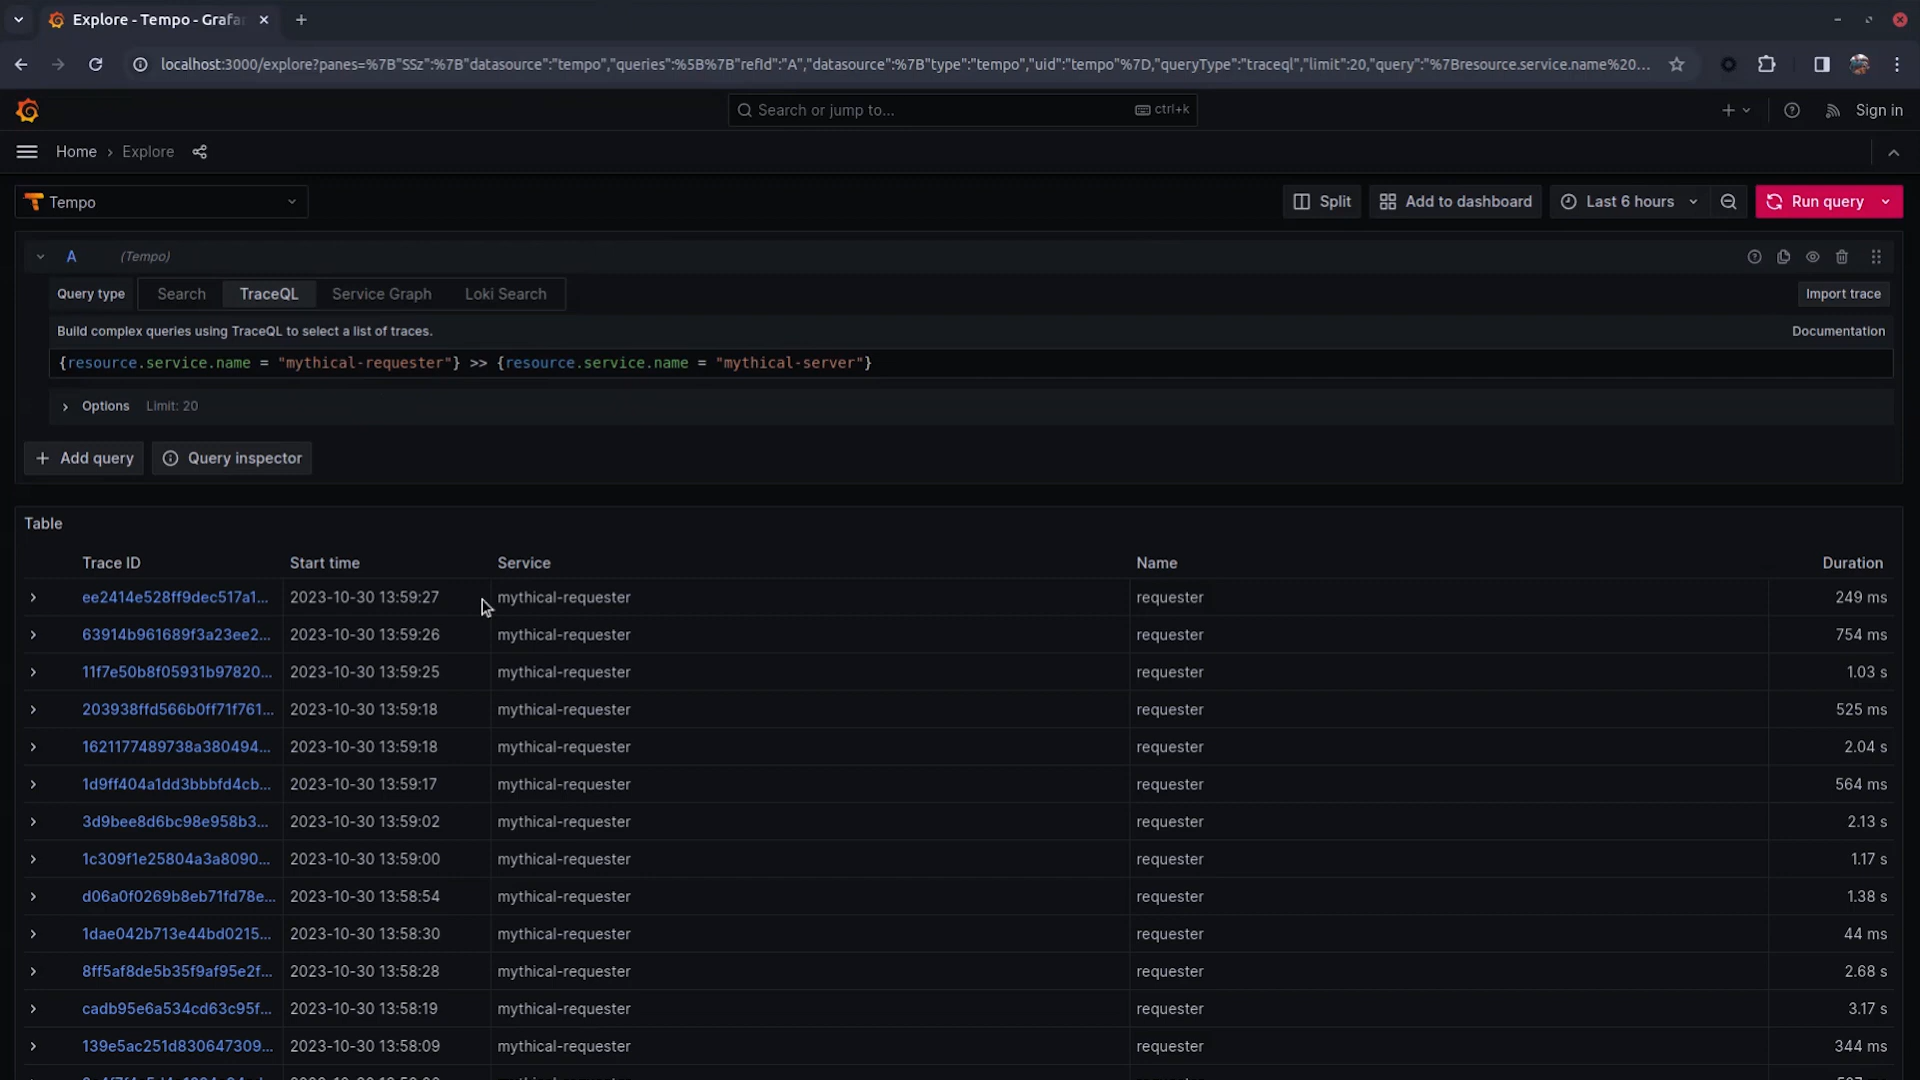 Explore - Tempo - Grafa
localhost:3000/explore?panes=%7B"SSz":%7B"datasource":"tempo","queries":%5B%7B"refId":"A","datasource":%7B"type":"tempo","uid":"tempo"%7D,"queryType":"traceql","limit":20,"query":"%7Bresource.service.name%20...
Search or jump to... ctrl+k
Sign in
Home › Explore
Tempo
Split Add to dashboard Last 6 hours Run query
A (Tempo)
Query type Search TraceQL Service Graph Loki Search Import trace
Build complex queries using TraceQL to select a list of traces. Documentation
{resource.service.name = "mythical-requester"} >> {resource.service.name = "mythical-server"}
Options Limit: 20
+ Add query Query inspector
Table
Trace ID Start time Service Name Duration
ee2414e528ff9dec517a1... 2023-10-30 13:59:27 mythical-requester requester 249 ms
63914b961689f3a23ee2... 2023-10-30 13:59:26 mythical-requester requester 754 ms
11f7e50b8f05931b97820... 2023-10-30 13:59:25 mythical-requester requester 1.03 s
203938ffd566b0ff71f761... 2023-10-30 13:59:18 mythical-requester requester 525 ms
1621177489738a380494... 2023-10-30 13:59:18 mythical-requester requester 2.04 s
1d9ff404a1dd3bbbfd4cb... 2023-10-30 13:59:17 mythical-requester requester 564 ms
3d9bee8d6bc98e958b3... 2023-10-30 13:59:02 mythical-requester requester 2.13 s
1c309f1e25804a3a8090... 2023-10-30 13:59:00 mythical-requester requester 1.17 s
d06a0f0269b8eb71fd78e... 2023-10-30 13:58:54 mythical-requester requester 1.38 s
1dae042b713e44bd0215... 2023-10-30 13:58:30 mythical-requester requester 44 ms
8ff5af8de5b35f9af95e2f... 2023-10-30 13:58:28 mythical-requester requester 2.68 s
cadb95e6a534cd63c95f... 2023-10-30 13:58:19 mythical-requester requester 3.17 s
139e5ac251d830647309... 2023-10-30 13:58:09 mythical-requester requester 344 ms